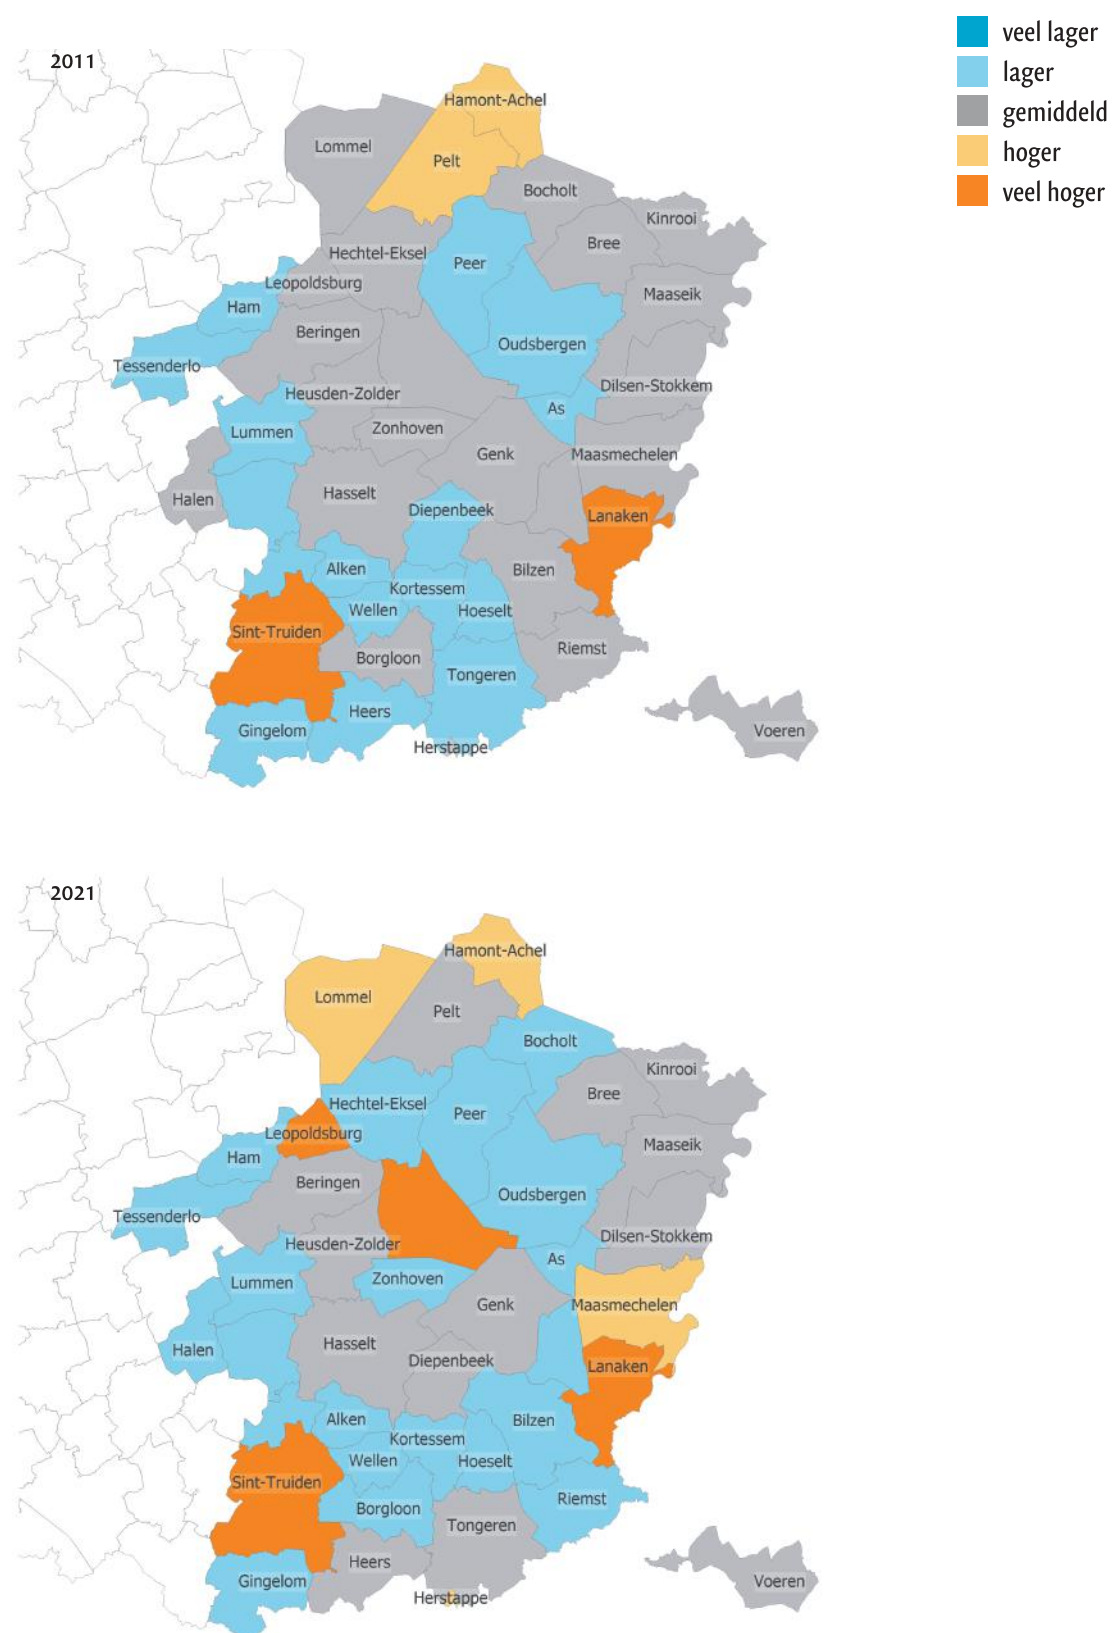 veel lager
lager
gemiddeld
hoger
veel hoger
2011
Hamont-Achel
Lommel
Pelt
Bocholt
Kinrooi
Bree
Hechtel-Eksel
Peer
Leopoldsburg
Maaseik
Ham
Beringen
Oudsbergen
Tessenderlo
Dilsen-Stokkem
Heusden-Zolder
As
Zonhoven
Lummen
Genk
Maasmechelen
Hasselt
Halen
Diepenbeek
Lanaken
Alken
Bilzen
Kortessem
Wellen
Hoeselt
Sint-Truiden
Riemst
Borgloon
Tongeren
Heers
Gingelom
Voeren
Herstappe
2021
Hamont-Achel
Lommel
Pelt
Bocholt
Kinrooi
Bree
Hechtel-Eksel
Peer
Leopoldsburg
Maaseik
Ham
Beringen
Oudsbergen
Tessenderlo
Dilsen-Stokkem
Heusden-Zolder
As
Zonhoven
Lummen
Genk
Maasmechelen
Hasselt
Halen
Diepenbeek
Lanaken
Alken
Bilzen
Kortessem
Wellen
Hoeselt
Sint-Truiden
Riemst
Borgloon
Tongeren
Heers
Gingelom
Voeren
Herstappe